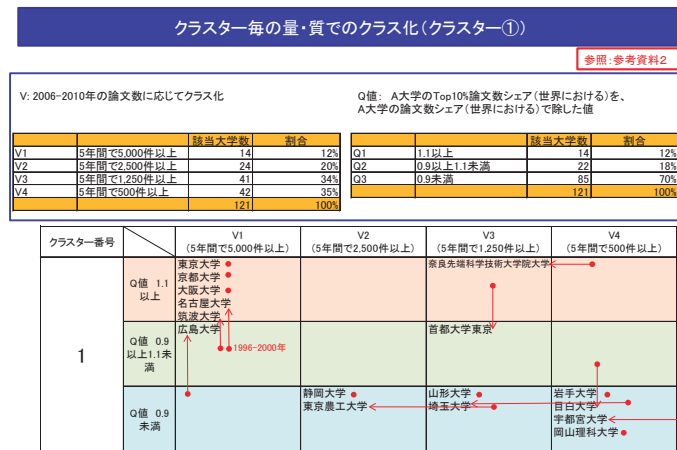 クラスター毎の量・質でのクラス化(クラスター①)
参照:参考資料2
V: 2006-2010年の論文数に応じてクラス化
Q値: A大学のTop10%論文数シェア(世界における)を、
A大学の論文数シェア(世界における)で除した値
該当大学数 割合
V1 5年間で5,000件以上 14 12%
V2 5年間で2,500件以上 24 20%
V3 5年間で1,250件以上 41 34%
V4 5年間で500件以上 42 35%
121 100%
該当大学数 割合
Q1 1.1以上 14 12%
Q2 0.9以上1.1未満 22 18%
Q3 0.9未満 85 70%
121 100%
クラスター番号
V1
(5年間で5,000件以上)
V2
(5年間で2,500件以上)
V3
(5年間で1,250件以上)
V4
(5年間で500件以上)
1
Q値 1.1
以上
東京大学
京都大学
大阪大学
名古屋大学
筑波大学
奈良先端科学技術大学院大学
Q値 0.9
以上1.1未
満
広島大学
1996-2000年
首都大学東京
Q値 0.9
未満
静岡大学
東京農工大学
山形大学
埼玉大学
岩手大学
目白大学
宇都宮大学
岡山理科大学